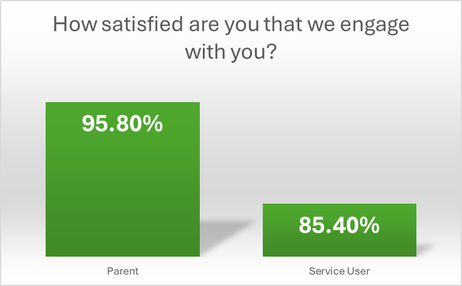 How satisfied are you that we engage
with you?
95.80%
85.40%
Parent
Service User